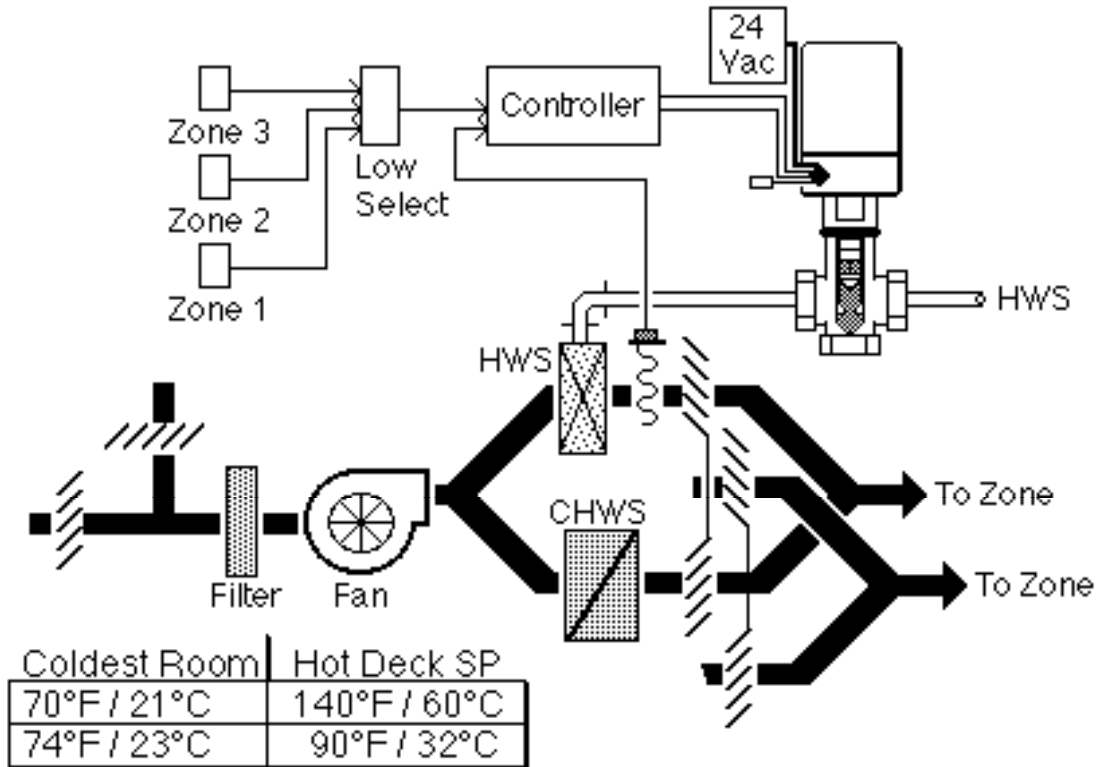 24
Vac
Controller
Zone 3
Low
Select
Zone 2
Zone 1
HWS
HWS
To Zone
CHWS
To Zone
Filter
Fan
Coldest Room Hot Deck SP
70°F / 21°C 140°F / 60°C
74°F / 23°C 90°F / 32°C